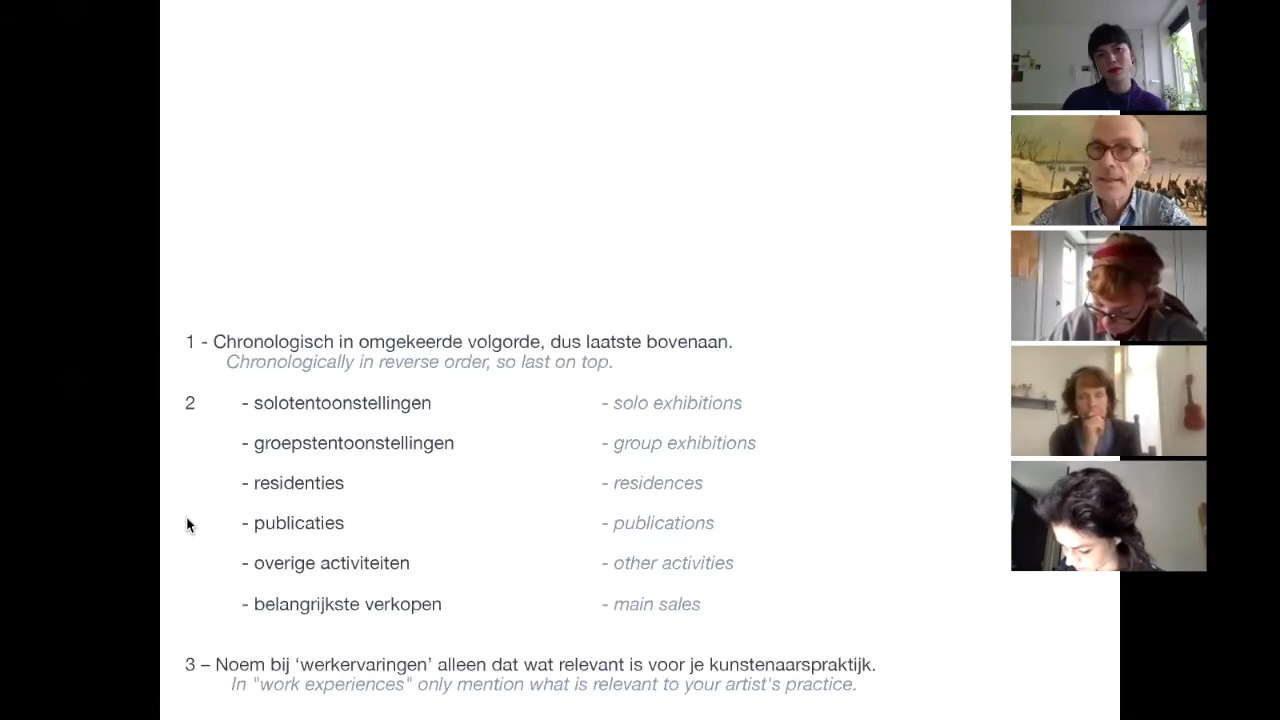 1 - Chronologisch in omgekeerde volgorde, dus laatste bovenaan.
Chronologically in reverse order, so last on top.
2 - solotentoonstellingen - solo exhibitions
- groepstentoonstellingen - group exhibitions
- residenties - residences
- publicaties - publications
- overige activiteiten - other activities
- belangrijkste verkopen - main sales
3 – Noem bij ‘werkervaringen’ alleen dat wat relevant is voor je kunstenaarspraktijk.
In "work experiences" only mention what is relevant to your artist's practice.